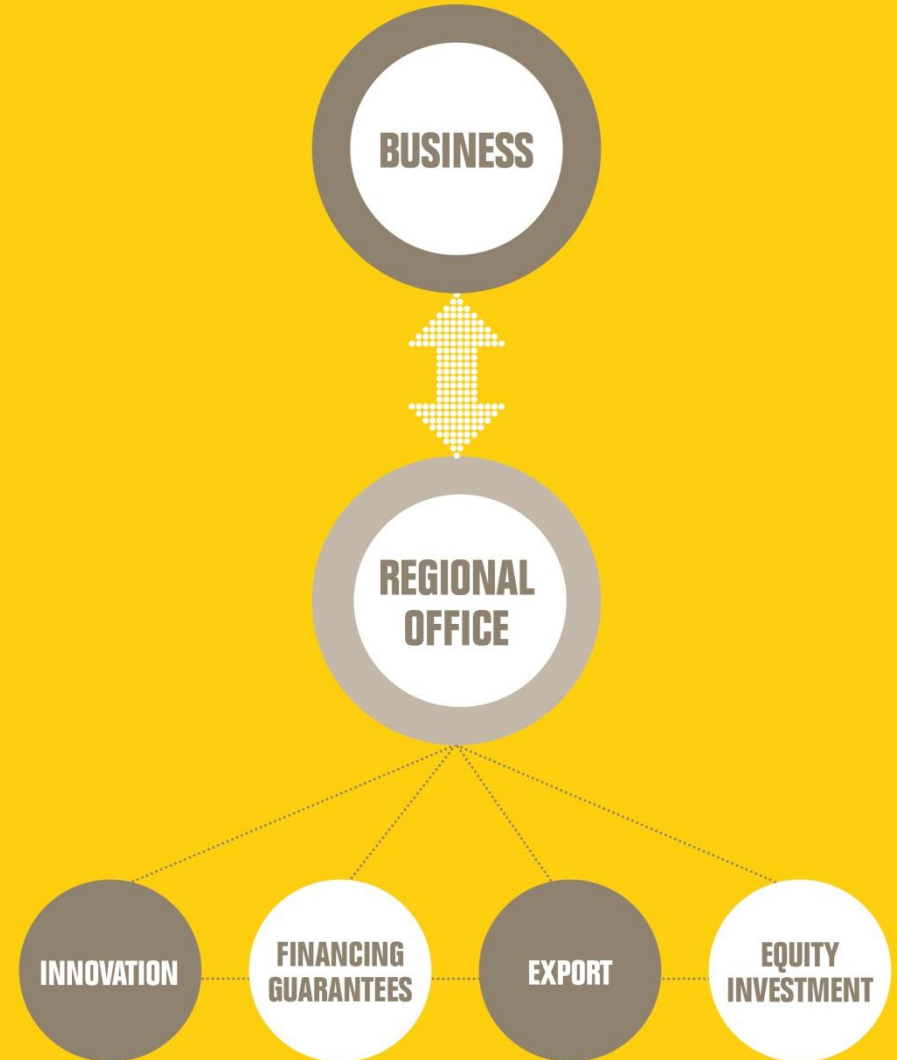 BUSINESS
REGIONAL
OFFICE
INNOVATION
FINANCING
GUARANTEES
EXPORT
EQUITY
INVESTMENT